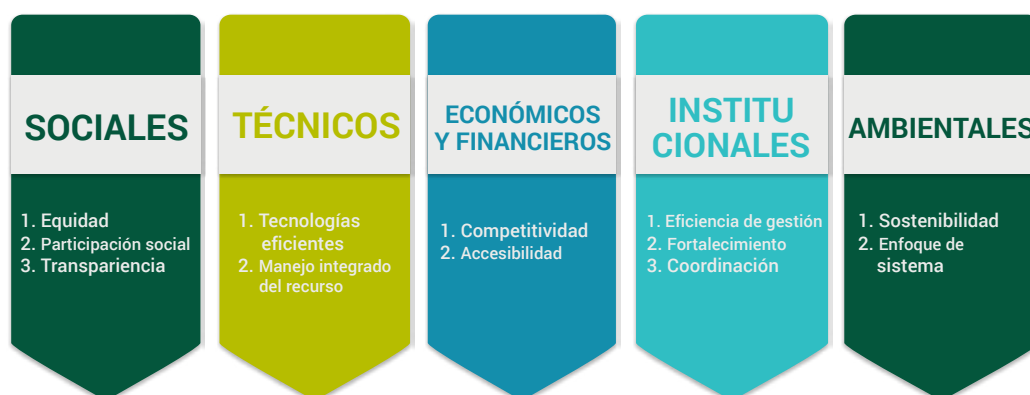 SOCIALES
1. Equidad
2. Participación social
3. Transparencia
TÉCNICOS
1. Tecnologías
eficientes
2. Manejo integrado
del recurso
ECONÓMICOS
Y FINANCIEROS
1. Competitividad
2. Accesibilidad
INSTITU
CIONALES
1. Eficiencia de gestión
2. Fortalecimiento
3. Coordinación
AMBIENTALES
1. Sostenibilidad
2. Enfoque de
sistema